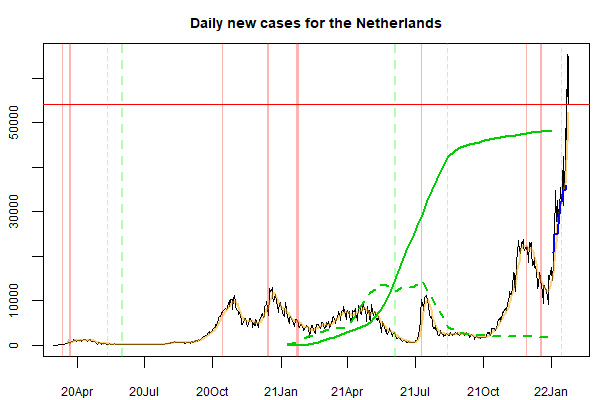 Daily new cases for the Netherlands
50000
30000
10000
0
20Apr 20Jul 20Oct 21Jan 21Apr 21Jul 21Oct 22Jan